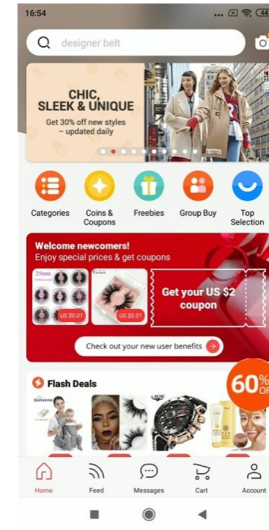 16:54
designer belt
CHIC,
SLEEK & UNIQUE
Get 30% off new styles
– updated daily
Categories
Coins &
Coupons
Freebies
Group Buy
Top
Selection
Welcome newcomers!
Enjoy special prices & get coupons
25mm
US $0.01
US $0.01
Get your US $2
coupon
Check out your new user benefits
Flash Deals
60%
Home
Feed
Messages
Cart
Account